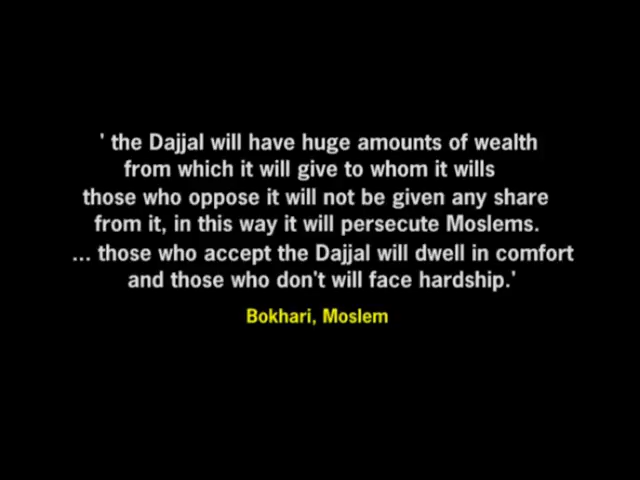 ' the Dajjal will have huge amounts of wealth
from which it will give to whom it wills
those who oppose it will not be given any share
from it, in this way it will persecute Moslems.
... those who accept the Dajjal will dwell in comfort
and those who don't will face hardship.'
Bokhari, Moslem